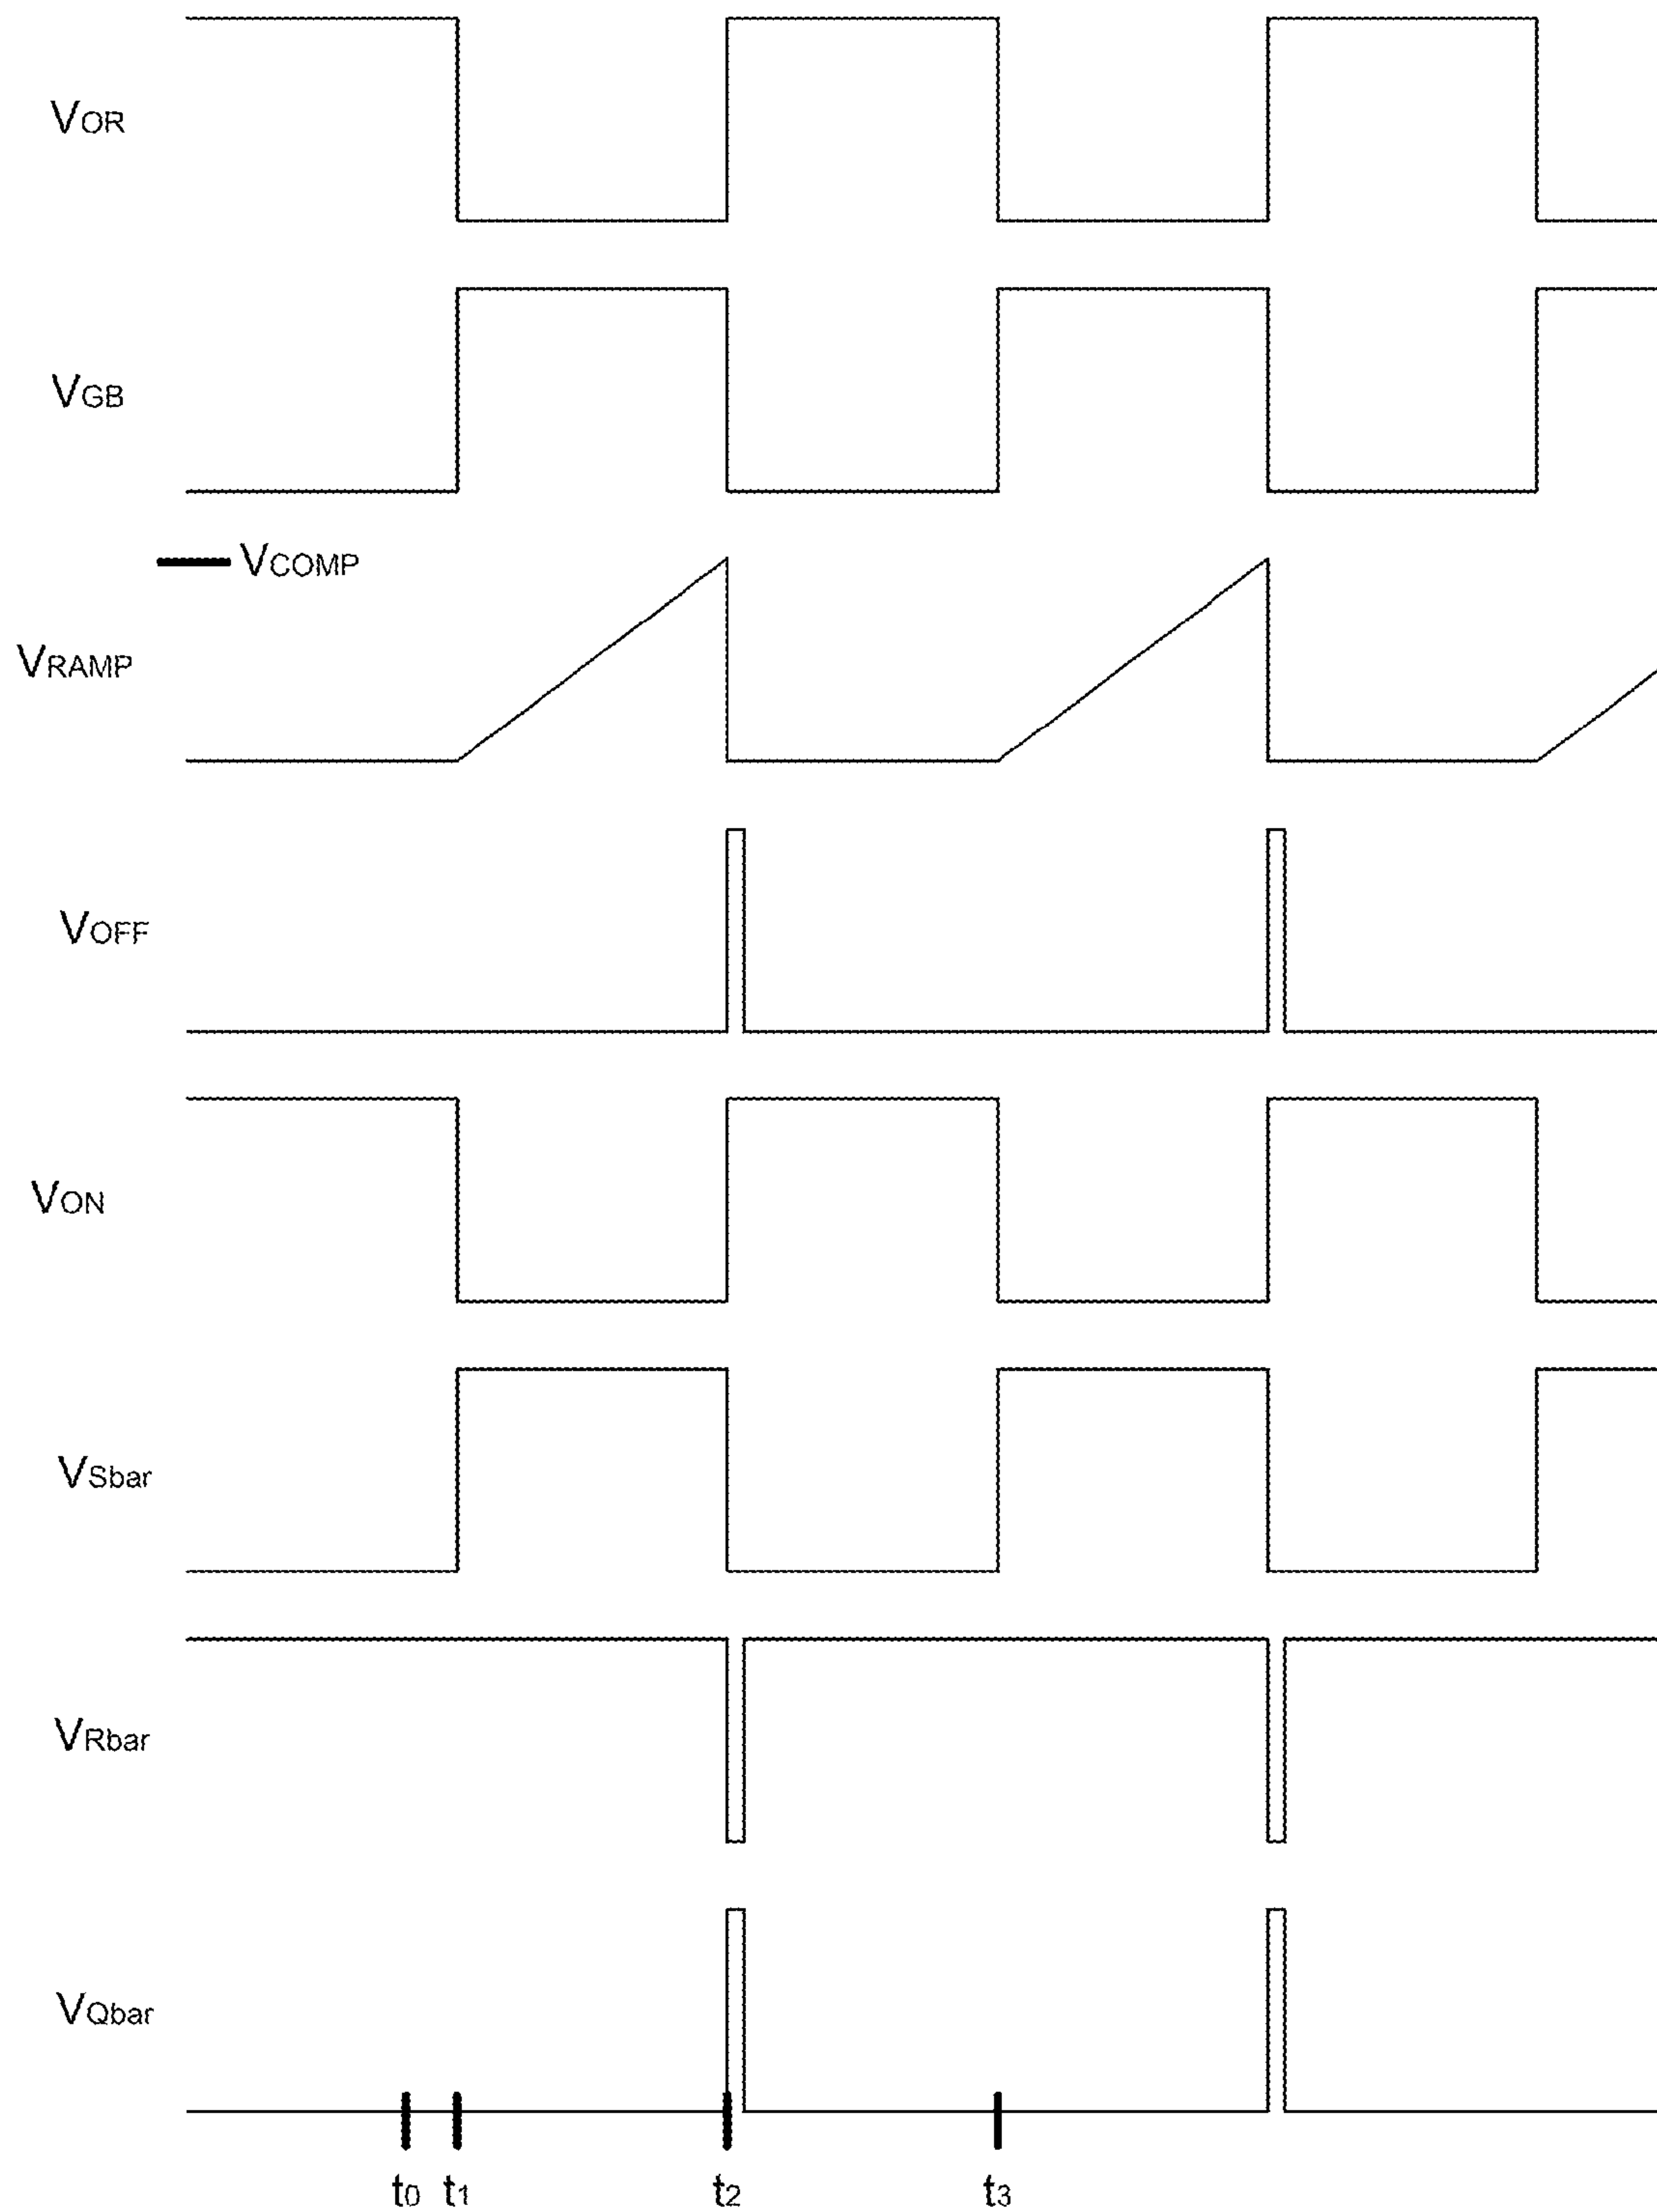 VOR
VGB
VCOMP
VRAMP
VOFF
VON
VSbar
VRbar
VQbar
t0 t1 t2 t3